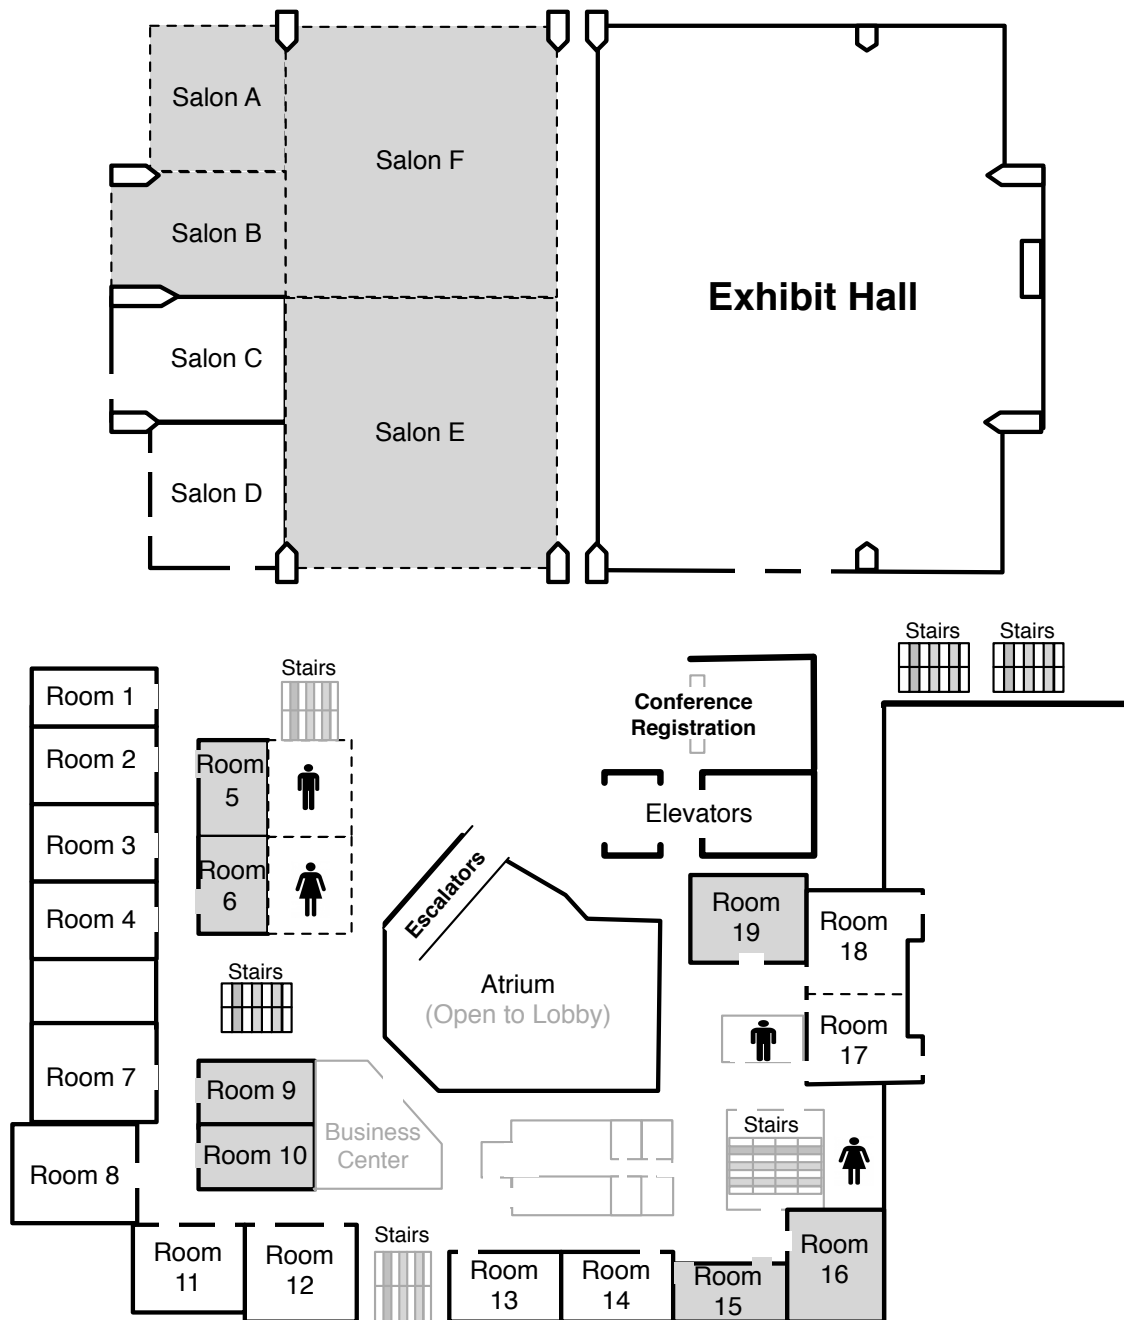 Salon A
Salon F
Salon B
Exhibit Hall
Salon C
Salon E
Salon D
Stairs
Stairs
Stairs
Room 1
Conference
Registration
Room 2
Room
5
Elevators
Room 3
Escalators
Room
6
Room 4
Room
19
Room
18
Stairs
Atrium
(Open to Lobby)
Room
17
Room 7
Room 9
Stairs
Business
Center
Room 10
Room 8
Stairs
Room
11
Room
12
Room
13
Room
14
Room
15
Room
16